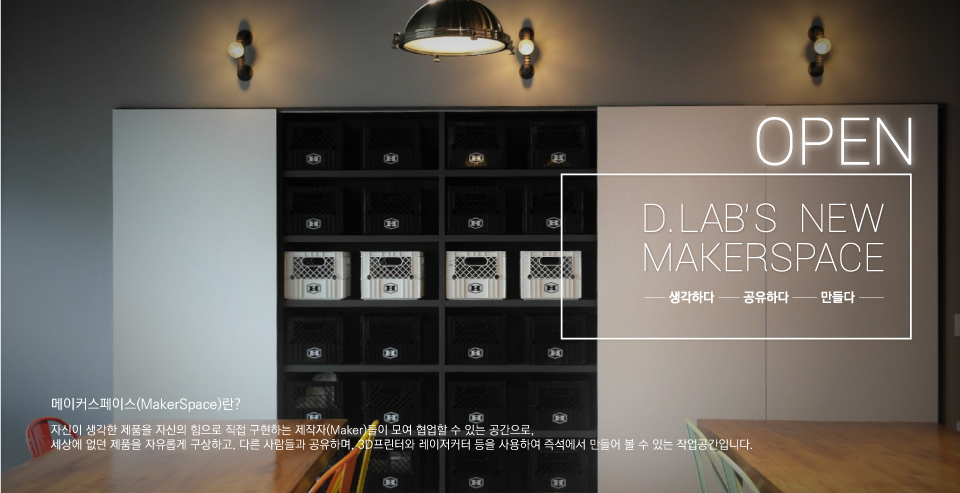 OPEN
D.LAB'S NEW
MAKERSPACE
생각하다 공유하다 만들다
메이커스페이스(MakerSpace)란?
자신이 생각한 제품을 자신의 힘으로 직접 구현하는 제작자(Maker)들이 모여 협업할 수 있는 공간으로,
세상에 없던 제품을 자유롭게 구상하고, 다른 사람들과 공유하며, 3D프린터와 레이저커터 등을 사용하여 즉석에서 만들어 볼 수 있는 작업공간입니다.